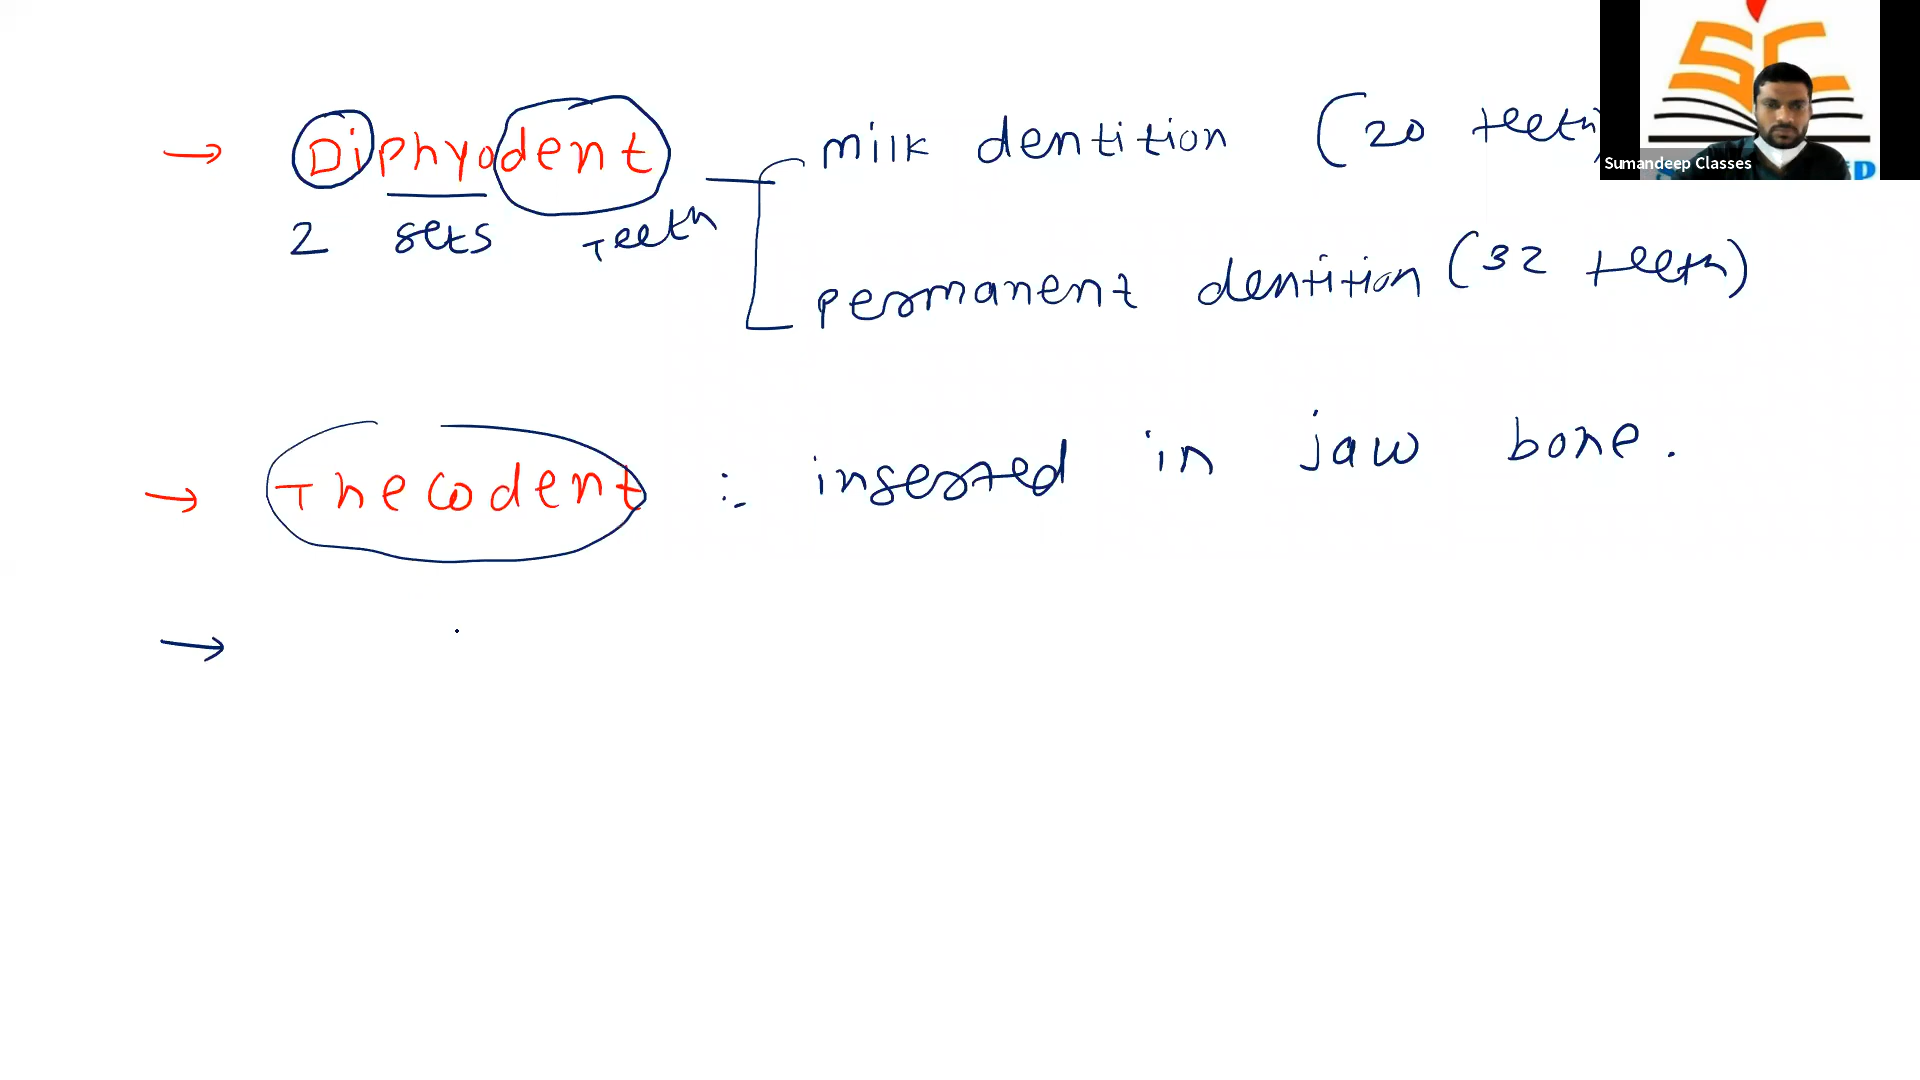 → Diphyodent milk dentition (20 teeth)
2 sets Teeth
permanent dentition (32 teeth)
→ Thecodent :- inserted in jaw bone.
→
SC
Sumandeep Classes